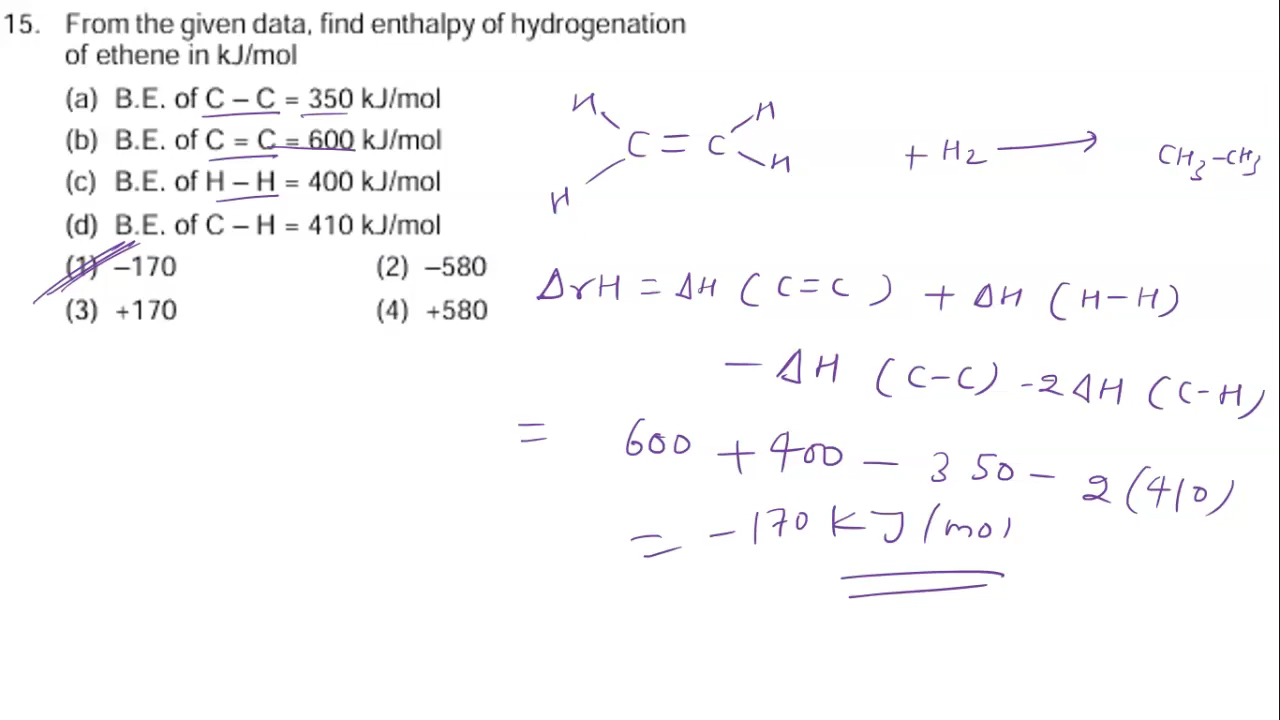 15. From the given data, find enthalpy of hydrogenation
of ethene in kJ/mol
(a) B.E. of C – C = 350 kJ/mol
(b) B.E. of C = C = 600 kJ/mol
(c) B.E. of H – H = 400 kJ/mol
(d) B.E. of C – H = 410 kJ/mol
(1) –170 (2) –580
(3) +170 (4) +580
H H
C = C + H2 → CH3-CH3
H H
ΔrH = ΔH (C=C) + ΔH (H-H)
- ΔH (C-C) -2ΔH (C-H)
= 600 + 400 - 350 - 2(410)
= -170 KJ/mol